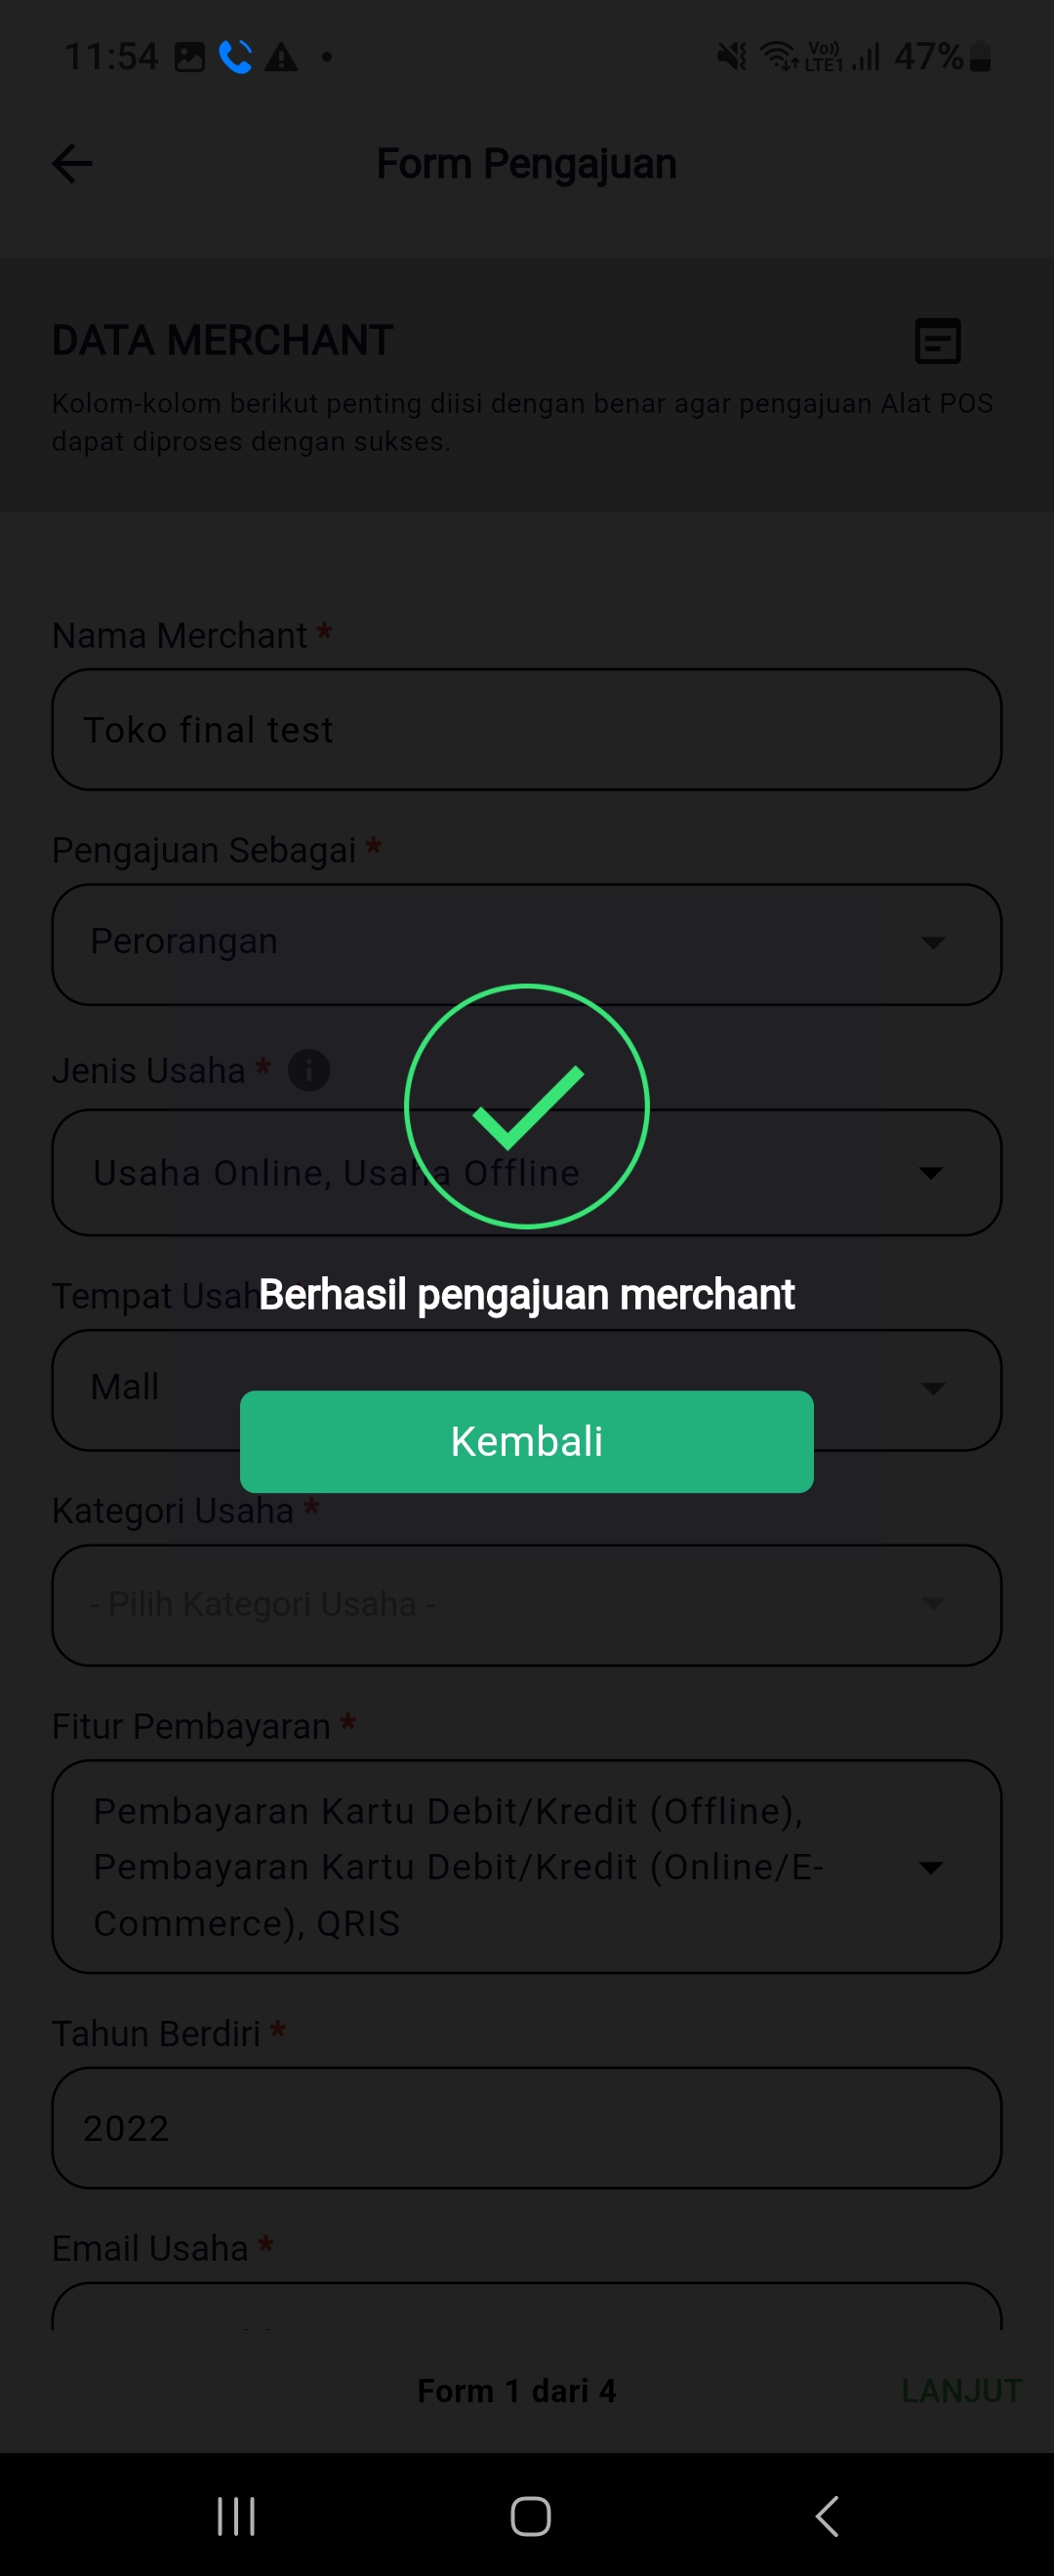 11:54
Vo)) LTE1 47%
Form Pengajuan
DATA MERCHANT
Kolom-kolom berikut penting diisi dengan benar agar pengajuan Alat POS
dapat diproses dengan sukses.
Nama Merchant *
Toko final test
Pengajuan Sebagai *
Perorangan
Jenis Usaha *
Usaha Online, Usaha Offline
Tempat Usaha
Berhasil pengajuan merchant
Mall
Kembali
Kategori Usaha *
- Pilih Kategori Usaha -
Fitur Pembayaran *
Pembayaran Kartu Debit/Kredit (Offline),
Pembayaran Kartu Debit/Kredit (Online/E-
Commerce), QRIS
Tahun Berdiri *
2022
Email Usaha *
Form 1 dari 4
LANJUT